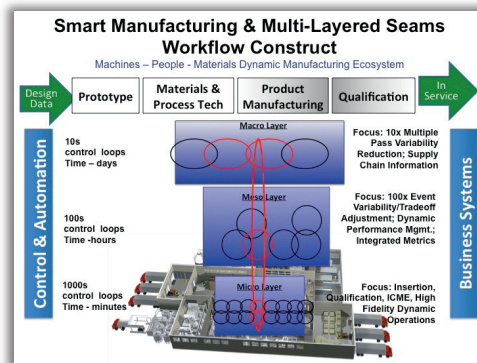 Smart Manufacturing & Multi-Layered Seams
Workflow Construct
Machines – People - Materials Dynamic Manufacturing Ecosystem
Design
Data
Prototype
Materials &
Process Tech
Product
Manufacturing
Qualification
In
Service
Control & Automation
10s
control loops
Time – days
Macro Layer
Focus: 10x Multiple
Pass Variability
Reduction; Supply
Chain Information
100s
control loops
Time -hours
Meso Layer
Focus: 100x Event
Variability/Tradeoff
Adjustment; Dynamic
Performance Mgmt.;
Integrated Metrics
1000s
control loops
Time - minutes
Micro Layer
Focus: Insertion,
Qualification, ICME, High
Fidelity Dynamic
Operations
Business Systems